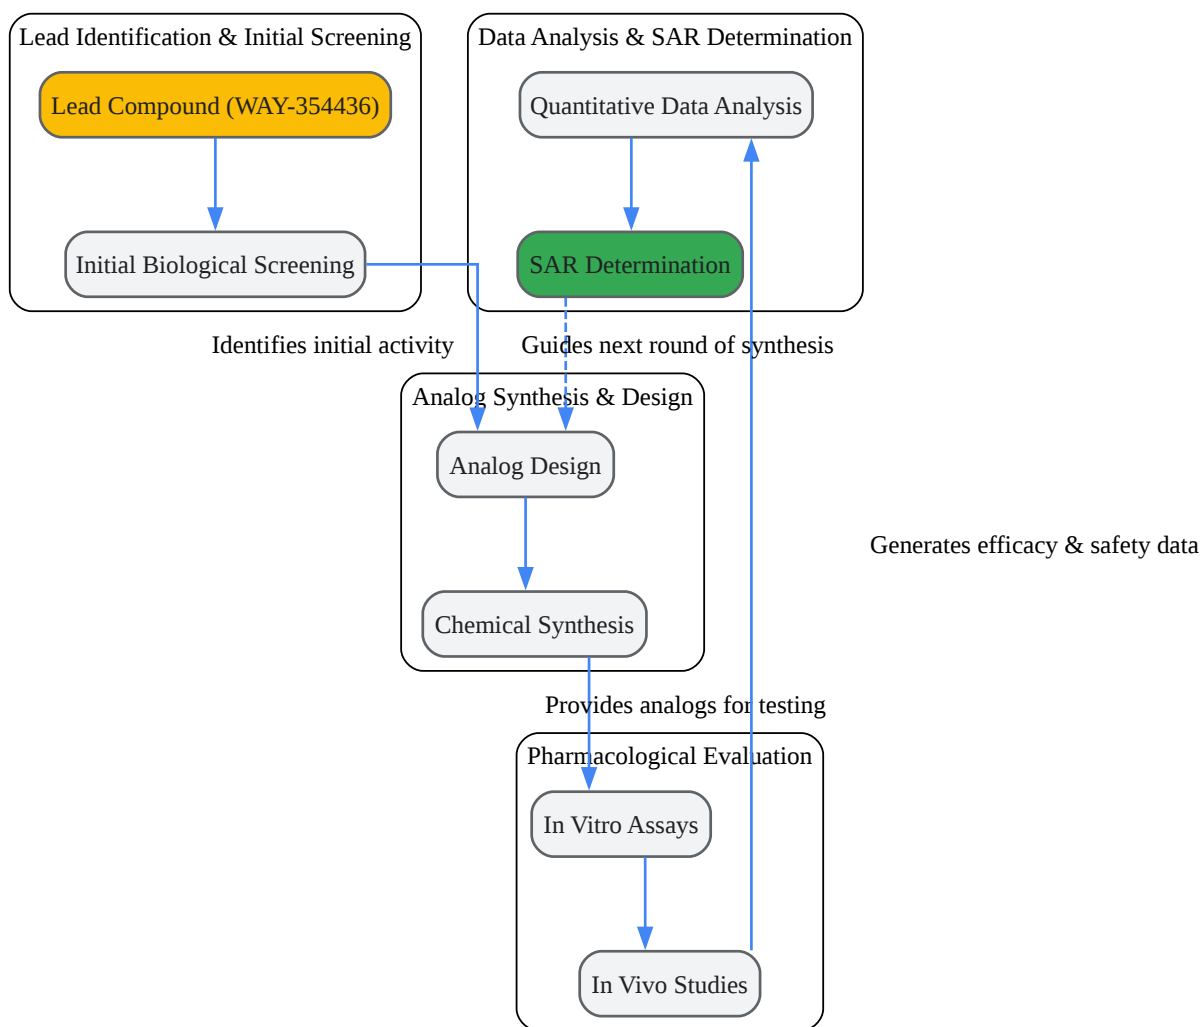 Lead Identification & Initial Screening
Lead Compound (WAY-354436)
Initial Biological Screening
Data Analysis & SAR Determination
Quantitative Data Analysis
SAR Determination
Identifies initial activity
Guides next round of synthesis
Analog Synthesis & Design
Analog Design
Chemical Synthesis
Generates efficacy & safety data
Provides analogs for testing
Pharmacological Evaluation
In Vitro Assays
In Vivo Studies